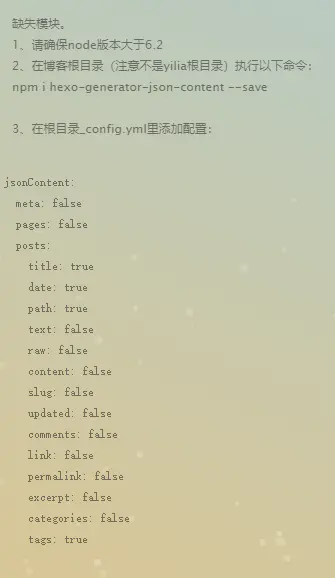 缺失模块。
1、请确保node版本大于6.2
2、在博客根目录（注意不是yilia根目录）执行以下命令：
npm i hexo-generator-json-content --save
3、在根目录_config.yml里添加配置：
jsonContent:
  meta: false
  pages: false
  posts:
    title: true
    date: true
    path: true
    text: false
    raw: false
    content: false
    slug: false
    updated: false
    comments: false
    link: false
    permalink: false
    excerpt: false
    categories: false
    tags: true